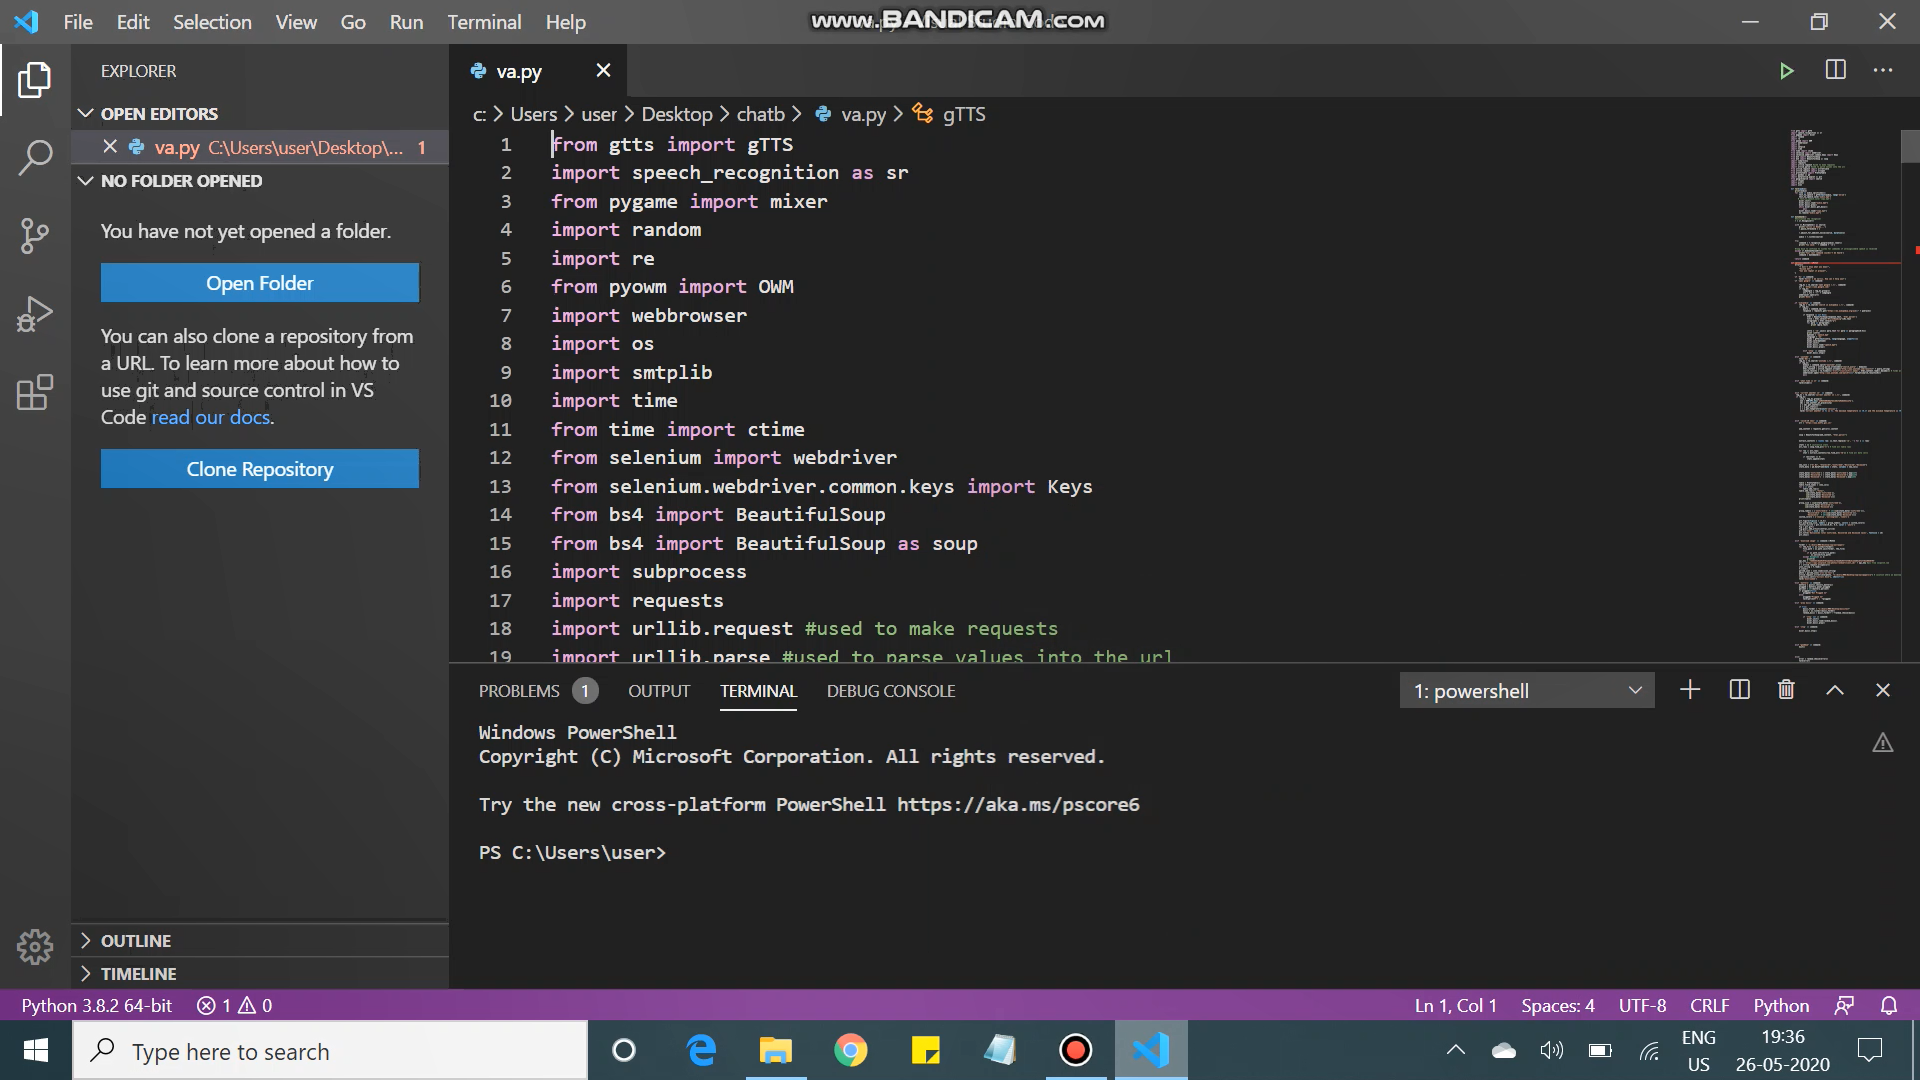 File Edit Selection View Go Run Terminal Help
www.BANDICAM.com
EXPLORER
OPEN EDITORS
va.py C:\Users\user\Desktop\... 1
NO FOLDER OPENED
You have not yet opened a folder.
Open Folder
You can also clone a repository from
a URL. To learn more about how to
use git and source control in VS
Code read our docs.
Clone Repository
OUTLINE
TIMELINE
va.py
c: > Users > user > Desktop > chatb > va.py > gTTS
1 from gtts import gTTS
2 import speech_recognition as sr
3 from pygame import mixer
4 import random
5 import re
6 from pyowm import OWM
7 import webbrowser
8 import os
9 import smtplib
10 import time
11 from time import ctime
12 from selenium import webdriver
13 from selenium.webdriver.common.keys import Keys
14 from bs4 import BeautifulSoup
15 from bs4 import BeautifulSoup as soup
16 import subprocess
17 import requests
18 import urllib.request #used to make requests
19 import urllib.parse #used to parse values into the url
PROBLEMS 1 OUTPUT TERMINAL DEBUG CONSOLE 1: powershell
Windows PowerShell
Copyright (C) Microsoft Corporation. All rights reserved.
Try the new cross-platform PowerShell https://aka.ms/pscore6
PS C:\Users\user>
Python 3.8.2 64-bit 1 0 Ln 1, Col 1 Spaces: 4 UTF-8 CRLF Python
Type here to search
ENG
US
19:36
26-05-2020